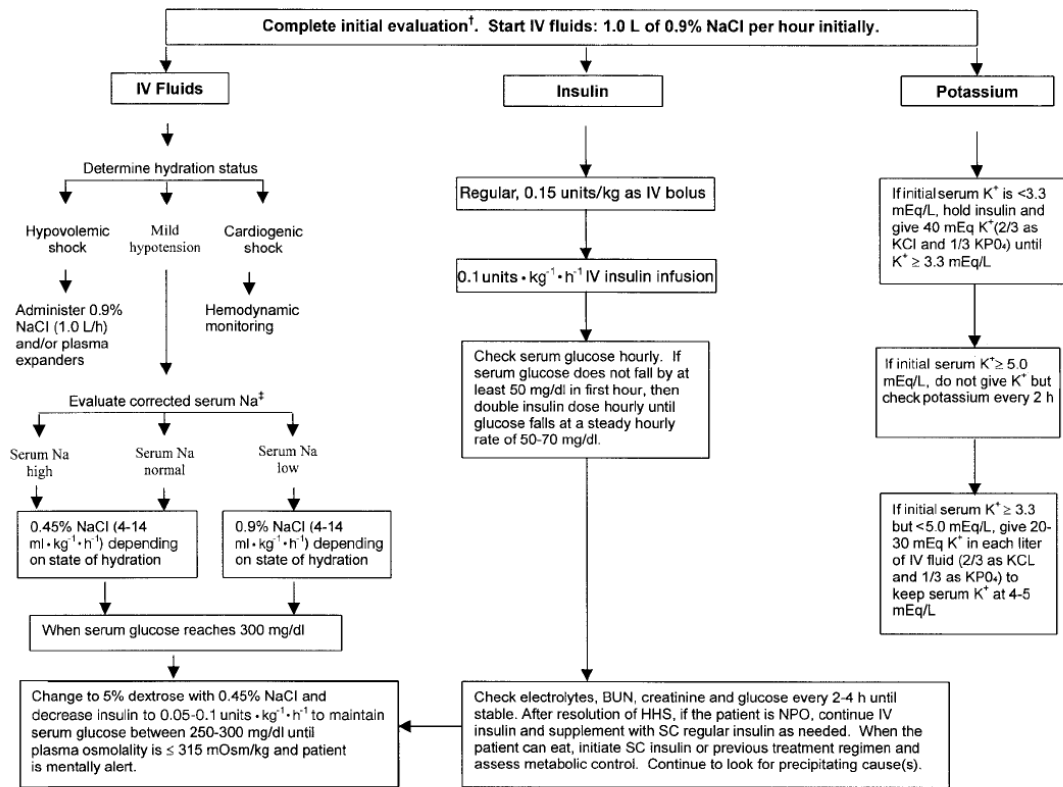 Complete initial evaluation†. Start IV fluids: 1.0 L of 0.9% NaCl per hour initially.
IV Fluids
Determine hydration status
Hypovolemic
shock
Mild
hypotension
Cardiogenic
shock
Administer 0.9%
NaCl (1.0 L/h)
and/or plasma
expanders
Hemodynamic
monitoring
Evaluate corrected serum Na‡
Serum Na
high
Serum Na
normal
Serum Na
low
0.45% NaCl (4-14
ml•kg⁻¹•h⁻¹) depending
on state of hydration
0.9% NaCl (4-14
ml•kg⁻¹•h⁻¹) depending
on state of hydration
When serum glucose reaches 300 mg/dl
Change to 5% dextrose with 0.45% NaCl and
decrease insulin to 0.05-0.1 units•kg⁻¹•h⁻¹ to maintain
serum glucose between 250-300 mg/dl until
plasma osmolality is ≤ 315 mOsm/kg and patient
is mentally alert.
Insulin
Regular, 0.15 units/kg as IV bolus
0.1 units•kg⁻¹•h⁻¹ IV insulin infusion
Check serum glucose hourly. If
serum glucose does not fall by at
least 50 mg/dl in first hour, then
double insulin dose hourly until
glucose falls at a steady hourly
rate of 50-70 mg/dl.
Check electrolytes, BUN, creatinine and glucose every 2-4 h until
stable. After resolution of HHS, if the patient is NPO, continue IV
insulin and supplement with SC regular insulin as needed. When the
patient can eat, initiate SC insulin or previous treatment regimen and
assess metabolic control. Continue to look for precipitating cause(s).
Potassium
If initial serum K⁺ is <3.3
mEq/L, hold insulin and
give 40 mEq K⁺(2/3 as
KCl and 1/3 KP0₄) until
K⁺ ≥ 3.3 mEq/L
If initial serum K⁺≥ 5.0
mEq/L, do not give K⁺ but
check potassium every 2 h
If initial serum K⁺ ≥ 3.3
but <5.0 mEq/L, give 20-
30 mEq K⁺ in each liter
of IV fluid (2/3 as KCL
and 1/3 as KP0₄) to
keep serum K⁺ at 4-5
mEq/L